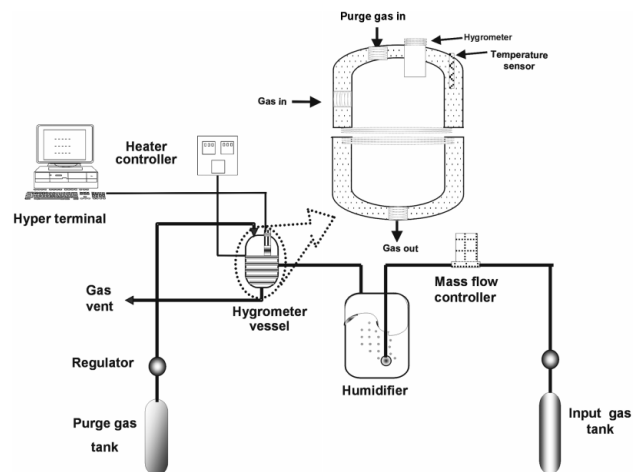 Purge gas in
Hygrometer
Temperature
sensor
Gas in
Heater
controller
Hyper terminal
Gas out
Mass flow
controller
Gas
vent
Hygrometer
vessel
Regulator
Humidifier
Purge gas
tank
Input gas
tank